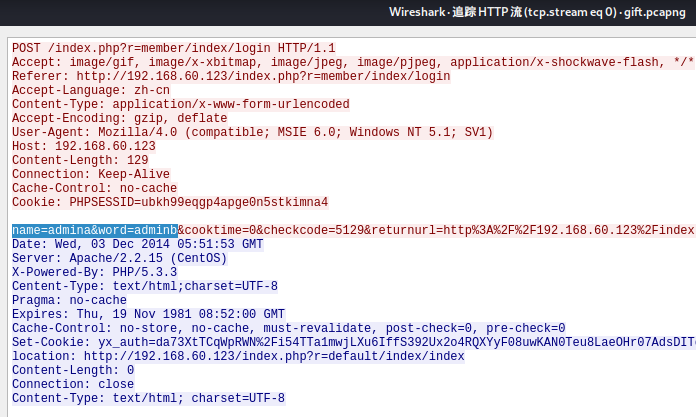 Wireshark · 追踪 HTTP 流 (tcp.stream eq 0) · gift.pcapng
POST /index.php?r=member/index/login HTTP/1.1
Accept: image/gif, image/x-xbitmap, image/jpeg, image/pjpeg, application/x-shockwave-flash, */*
Referer: http://192.168.60.123/index.php?r=member/index/login
Accept-Language: zh-cn
Content-Type: application/x-www-form-urlencoded
Accept-Encoding: gzip, deflate
User-Agent: Mozilla/4.0 (compatible; MSIE 6.0; Windows NT 5.1; SV1)
Host: 192.168.60.123
Content-Length: 129
Connection: Keep-Alive
Cache-Control: no-cache
Cookie: PHPSESSID=ubkh99eqgp4apge0n5stkimna4
name=admina&word=adminb&cooktime=0&checkcode=5129&returnurl=http%3A%2F%2F192.168.60.123%2Findex
Date: Wed, 03 Dec 2014 05:51:53 GMT
Server: Apache/2.2.15 (CentOS)
X-Powered-By: PHP/5.3.3
Centent-Type: text/html;charset=UTF-8
Pragma: no-cache
Expires: Thu, 19 Nov 1981 08:52:00 GMT
Cache-Control: no-store, no-cache, must-revalidate, post-check=0, pre-check=0
Set-Cookie: yx_auth=da73XtTCqWpRWN%2Fi54TTa1mwjLXu6IffS392Ux2o4RQXYyF08uwKAN0Teu8LaeOHr07AdsDIT
location: http://192.168.60.123/index.php?r=default/index/index
Content-Length: 0
Connection: close
Content-Type: text/html; charset=UTF-8